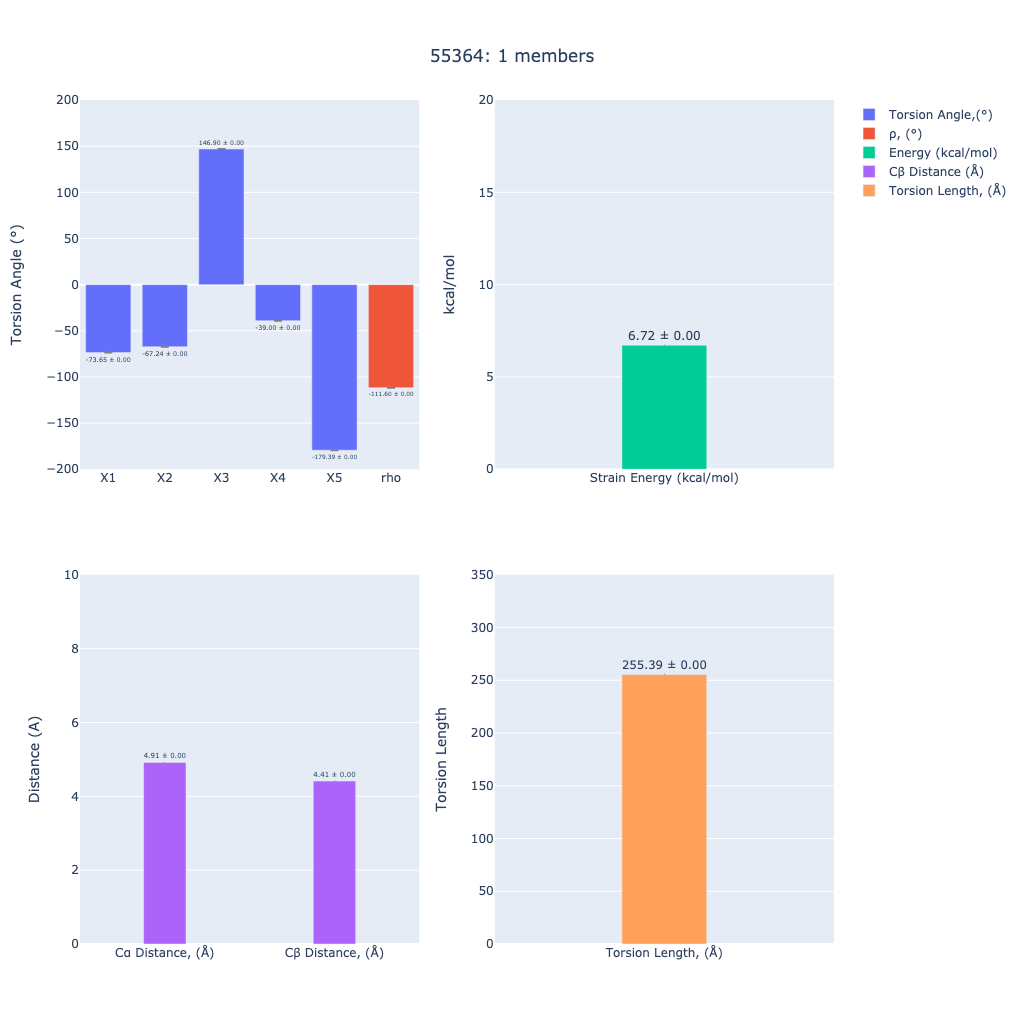 55364: 1 members
Torsion Angle (°)
200
150
100
50
0
−50
−100
−150
−200
-73.65 ± 0.00
-67.24 ± 0.00
146.90 ± 0.00
-39.00 ± 0.00
-179.39 ± 0.00
-111.60 ± 0.00
X1 X2 X3 X4 X5 rho
kcal/mol
20
15
10
5
0
6.72 ± 0.00
Strain Energy (kcal/mol)
Torsion Angle,(°)
ρ, (°)
Energy (kcal/mol)
Cβ Distance (Å)
Torsion Length, (Å)
Distance (A)
10
8
6
4
2
0
4.91 ± 0.00
4.41 ± 0.00
Cα Distance, (Å) Cβ Distance, (Å)
Torsion Length
350
300
250
200
150
100
50
0
255.39 ± 0.00
Torsion Length, (Å)